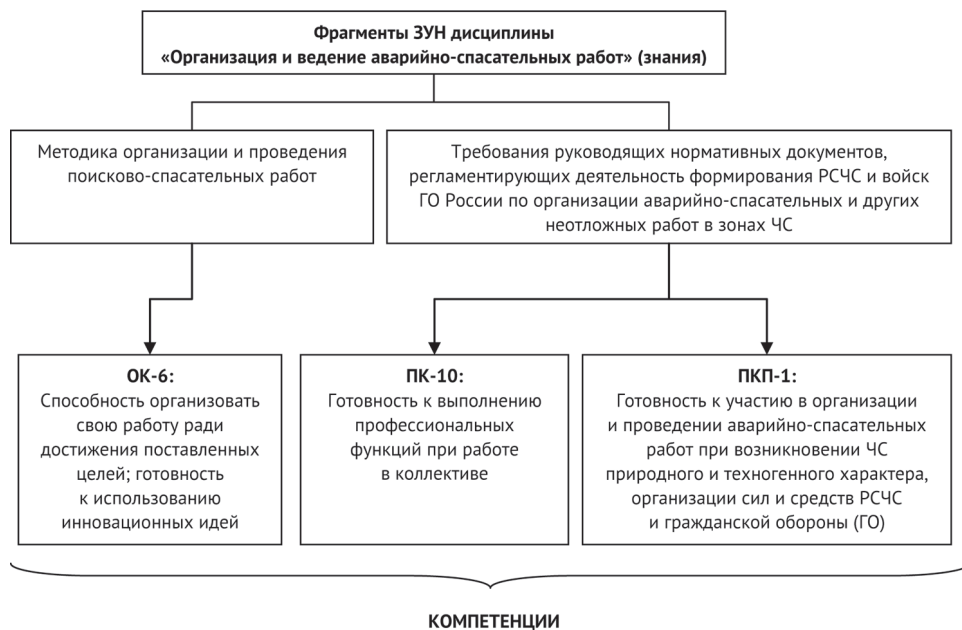 Фрагменты ЗУН дисциплины
«Организация и ведение аварийно-спасательных работ» (знания)
Методика организации и проведения
поисково-спасательных работ
Требования руководящих нормативных документов,
регламентирующих деятельность формирования РСЧС и войск
ГО России по организации аварийно-спасательных и других
неотложных работ в зонах ЧС
ОК-6:
Способность организовать
свою работу ради
достижения поставленных
целей; готовность
к использованию
инновационных идей
ПК-10:
Готовность к выполнению
профессиональных
функций при работе
в коллективе
ПКП-1:
Готовность к участию в организации
и проведении аварийно-спасательных
работ при возникновении ЧС
природного и техногенного характера,
организации сил и средств РСЧС
и гражданской обороны (ГО)
КОМПЕТЕНЦИИ